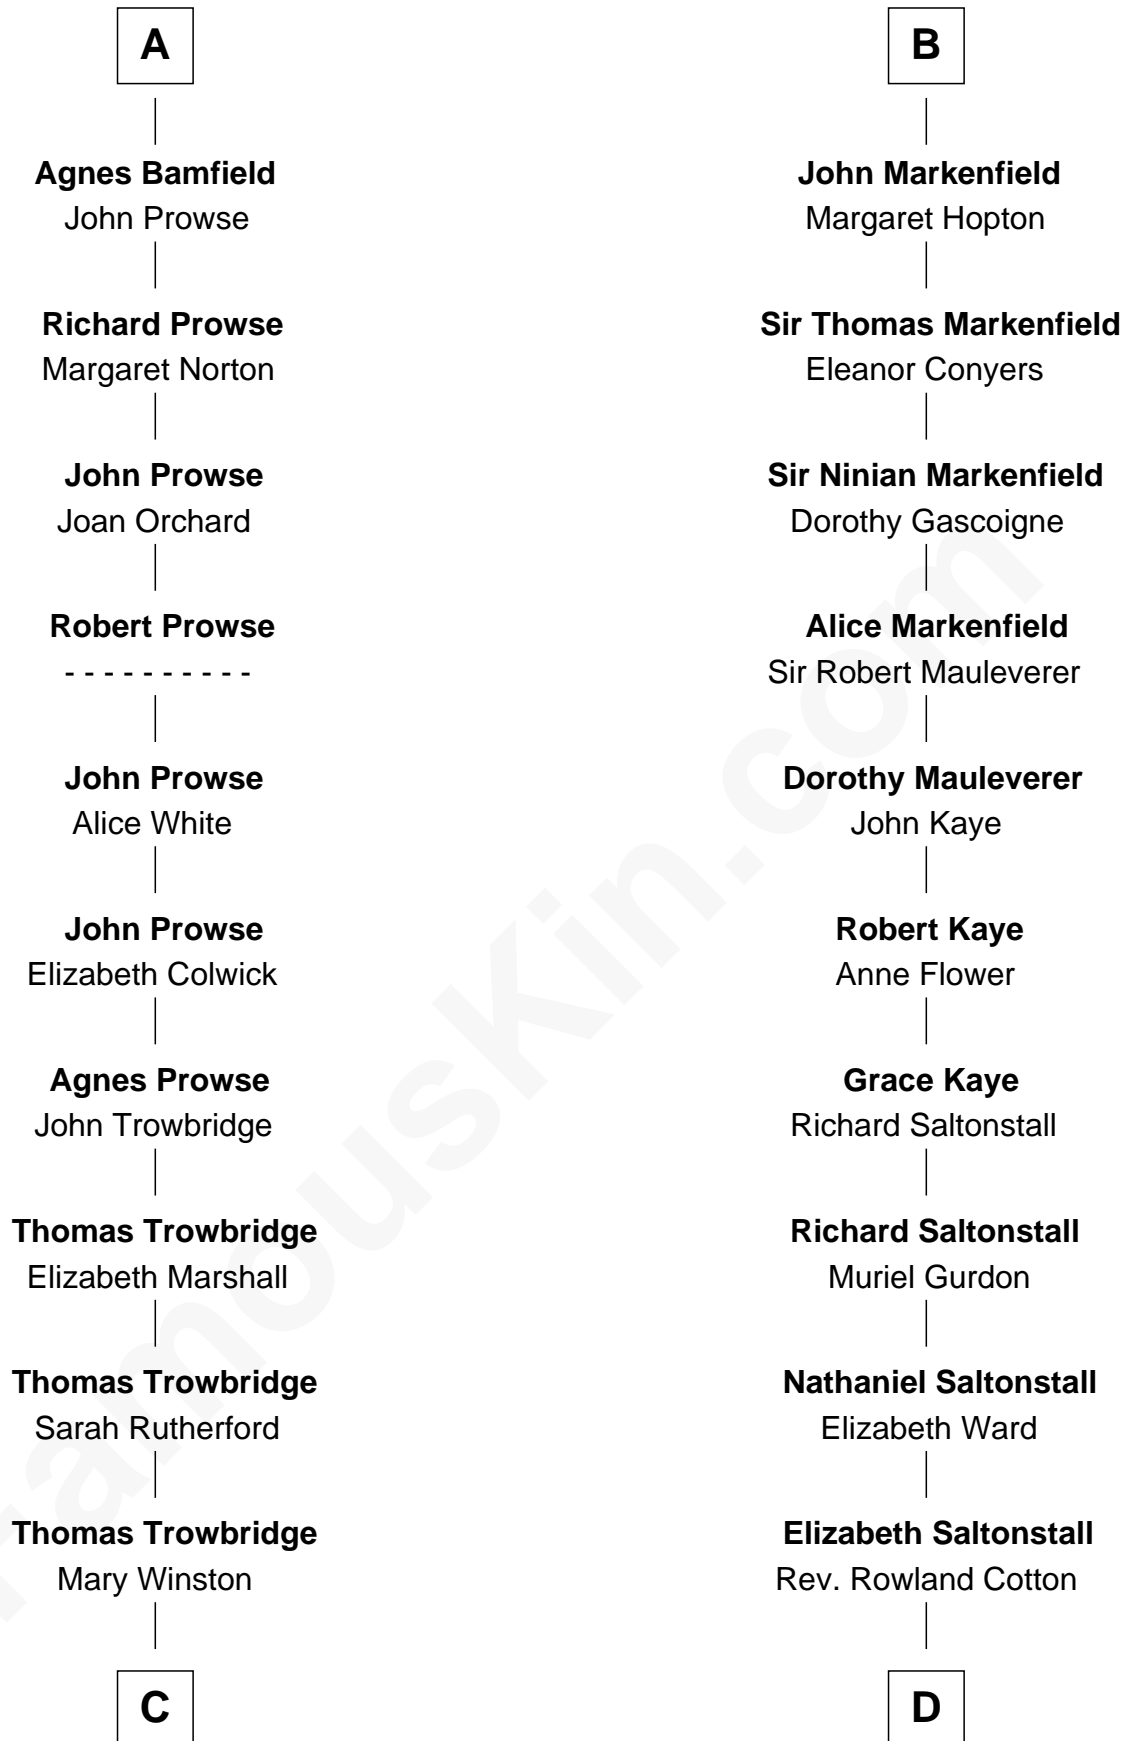 A
Agnes Bamfield
John Prowse
Richard Prowse
Margaret Norton
John Prowse
Joan Orchard
Robert Prowse
- - - - - - - - - -
John Prowse
Alice White
John Prowse
Elizabeth Colwick
Agnes Prowse
John Trowbridge
Thomas Trowbridge
Elizabeth Marshall
Thomas Trowbridge
Sarah Rutherford
Thomas Trowbridge
Mary Winston
C
B
John Markenfield
Margaret Hopton
Sir Thomas Markenfield
Eleanor Conyers
Sir Ninian Markenfield
Dorothy Gascoigne
Alice Markenfield
Sir Robert Mauleverer
Dorothy Mauleverer
John Kaye
Robert Kaye
Anne Flower
Grace Kaye
Richard Saltonstall
Richard Saltonstall
Muriel Gurdon
Nathaniel Saltonstall
Elizabeth Ward
Elizabeth Saltonstall
Rev. Rowland Cotton
D
FamousKin.com